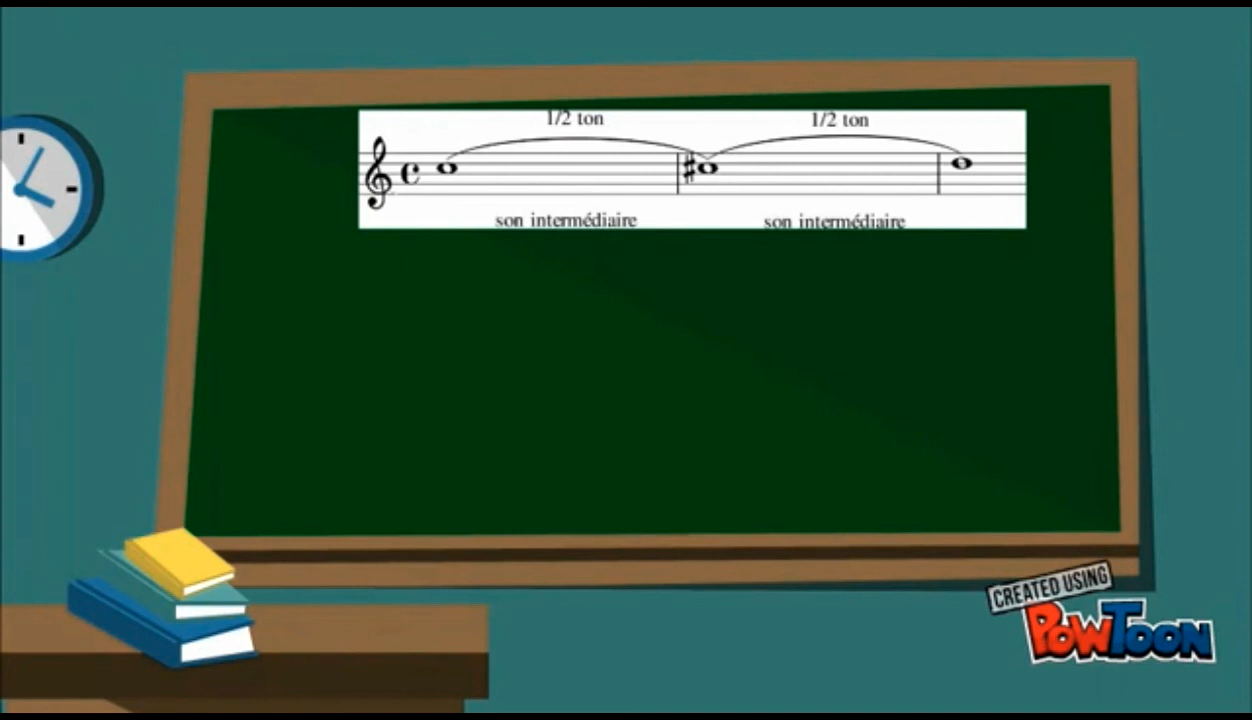 1/2 ton 1/2 ton
son intermédiaire son intermédiaire
CREATED USING
POWTOON